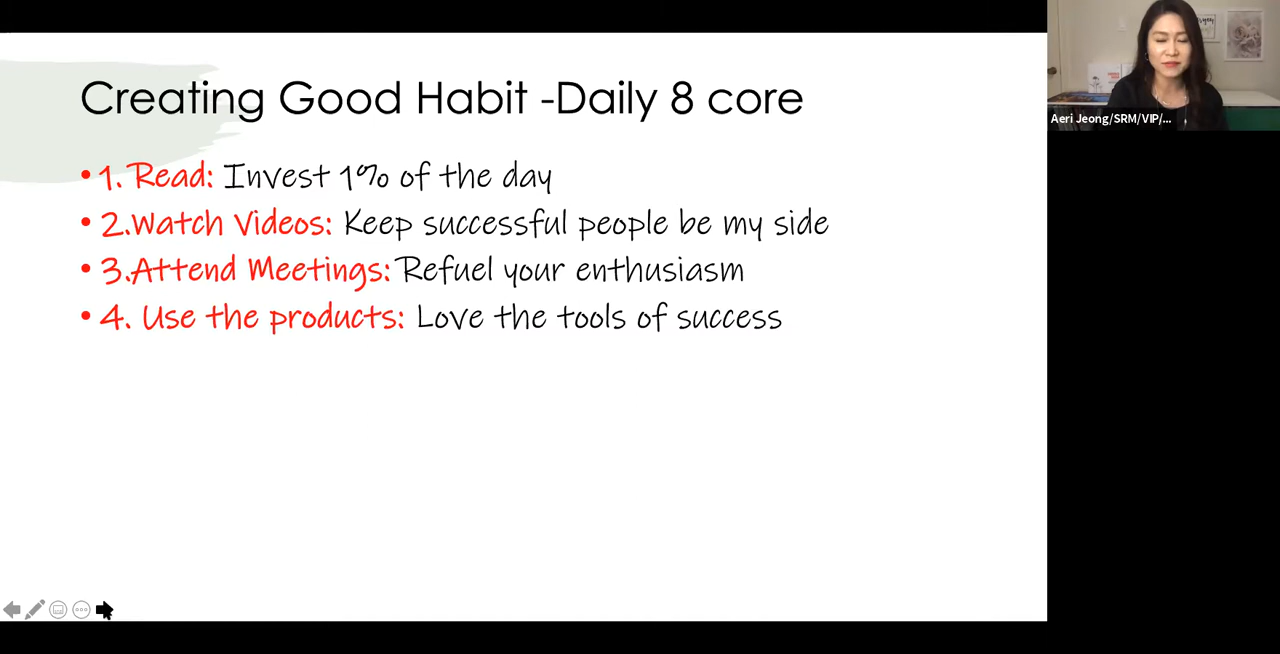 Creating Good Habit -Daily 8 core
• 1. Read: Invest 1% of the day
• 2.Watch Videos: Keep successful people be my side
• 3.Attend Meetings: Refuel your enthusiasm
• 4. Use the products: Love the tools of success
Aeri Jeong/SRM/VIP/...